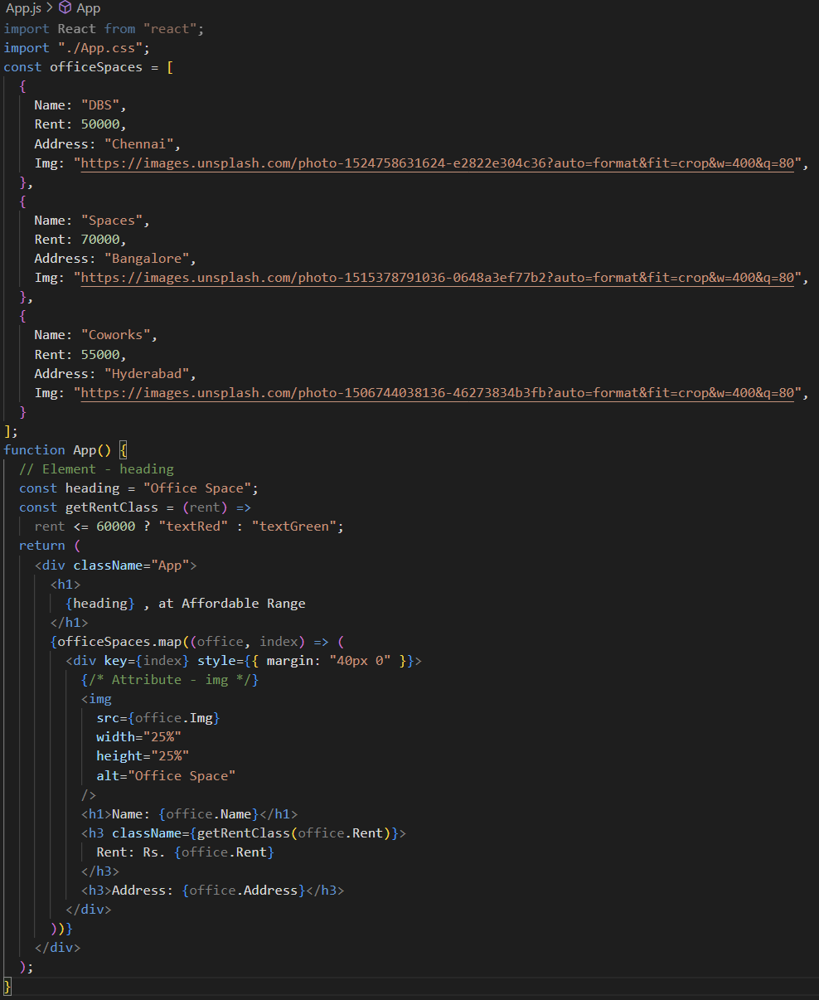 App.js > App
import React from "react";
import "./App.css";
const officeSpaces = [
  {
    Name: "DBS",
    Rent: 50000,
    Address: "Chennai",
    Img: "https://images.unsplash.com/photo-1524758631624-e2822e304c36?auto=format&fit=crop&w=400&q=80",
  },
  {
    Name: "Spaces",
    Rent: 70000,
    Address: "Bangalore",
    Img: "https://images.unsplash.com/photo-1515378791036-0648a3ef77b2?auto=format&fit=crop&w=400&q=80",
  },
  {
    Name: "Coworks",
    Rent: 55000,
    Address: "Hyderabad",
    Img: "https://images.unsplash.com/photo-1506744038136-46273834b3fb?auto=format&fit=crop&w=400&q=80",
  }
];
function App() {
  // Element - heading
  const heading = "Office Space";
  const getRentClass = (rent) =>
    rent <= 60000 ? "textRed" : "textGreen";
  return (
    <div className="App">
      <h1>
        {heading} , at Affordable Range
      </h1>
      {officeSpaces.map((office, index) => (
        <div key={index} style={{ margin: "40px 0" }}>
          {/* Attribute - img */}
          <img
            src={office.Img}
            width="25%"
            height="25%"
            alt="Office Space"
          />
          <h1>Name: {office.Name}</h1>
          <h3 className={getRentClass(office.Rent)}>
            Rent: Rs. {office.Rent}
          </h3>
          <h3>Address: {office.Address}</h3>
        </div>
      ))}
    </div>
  );
}